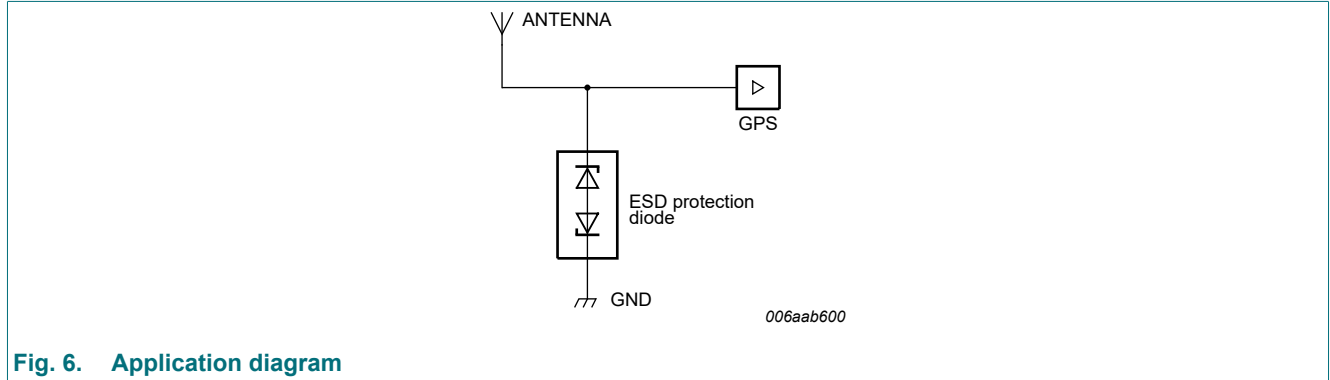 ANTENNA
GPS
ESD protection
diode
GND
006aab600
Fig. 6. Application diagram